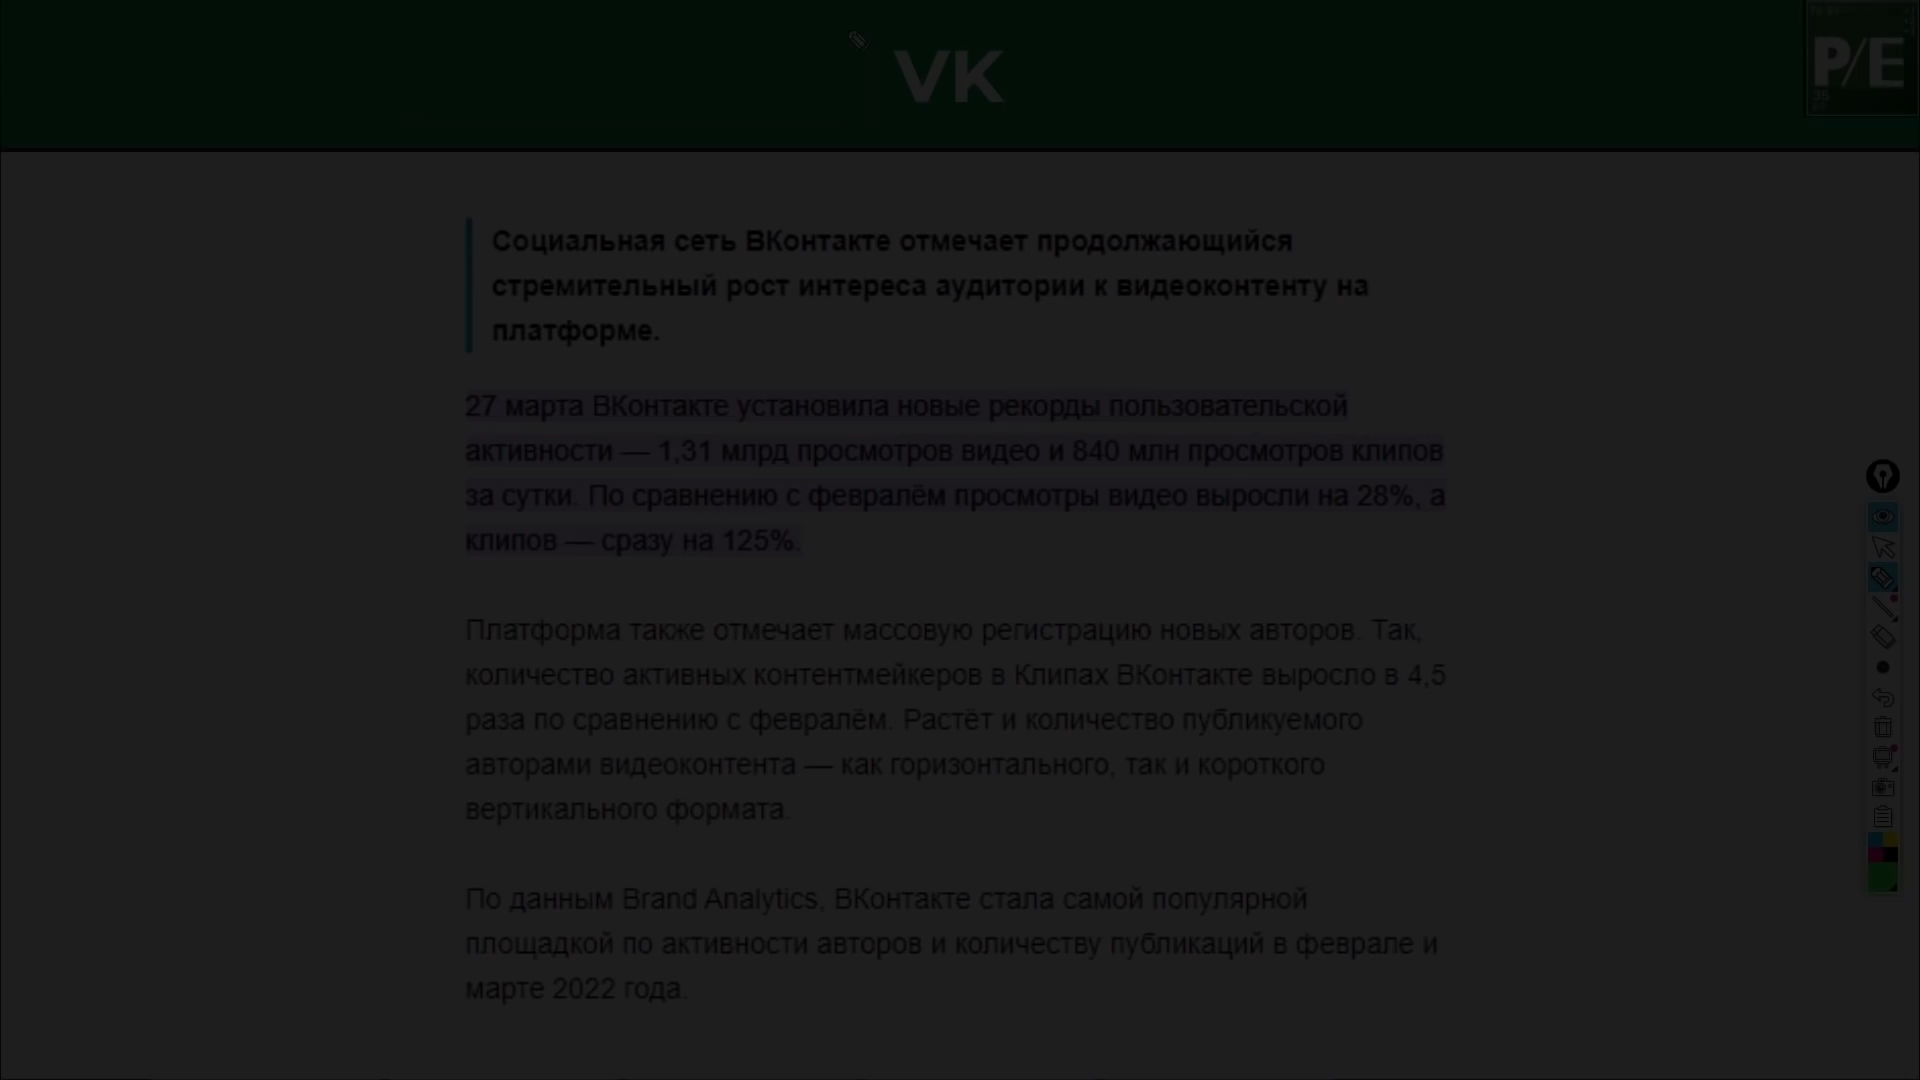 VK
P/E
35
Социальная сеть ВКонтакте отмечает продолжающийся
стремительный рост интереса аудитории к видеоконтенту на
платформе.
27 марта ВКонтакте установила новые рекорды пользовательской
активности — 1,31 млрд просмотров видео и 840 млн просмотров клипов
за сутки. По сравнению с февралём просмотры видео выросли на 28%, а
клипов — сразу на 125%.
Платформа также отмечает массовую регистрацию новых авторов. Так,
количество активных контентмейкеров в Клипах ВКонтакте выросло в 4,5
раза по сравнению с февралём. Растёт и количество публикуемого
авторами видеоконтента — как горизонтального, так и короткого
вертикального формата.
По данным Brand Analytics, ВКонтакте стала самой популярной
площадкой по активности авторов и количеству публикаций в феврале и
марте 2022 года.